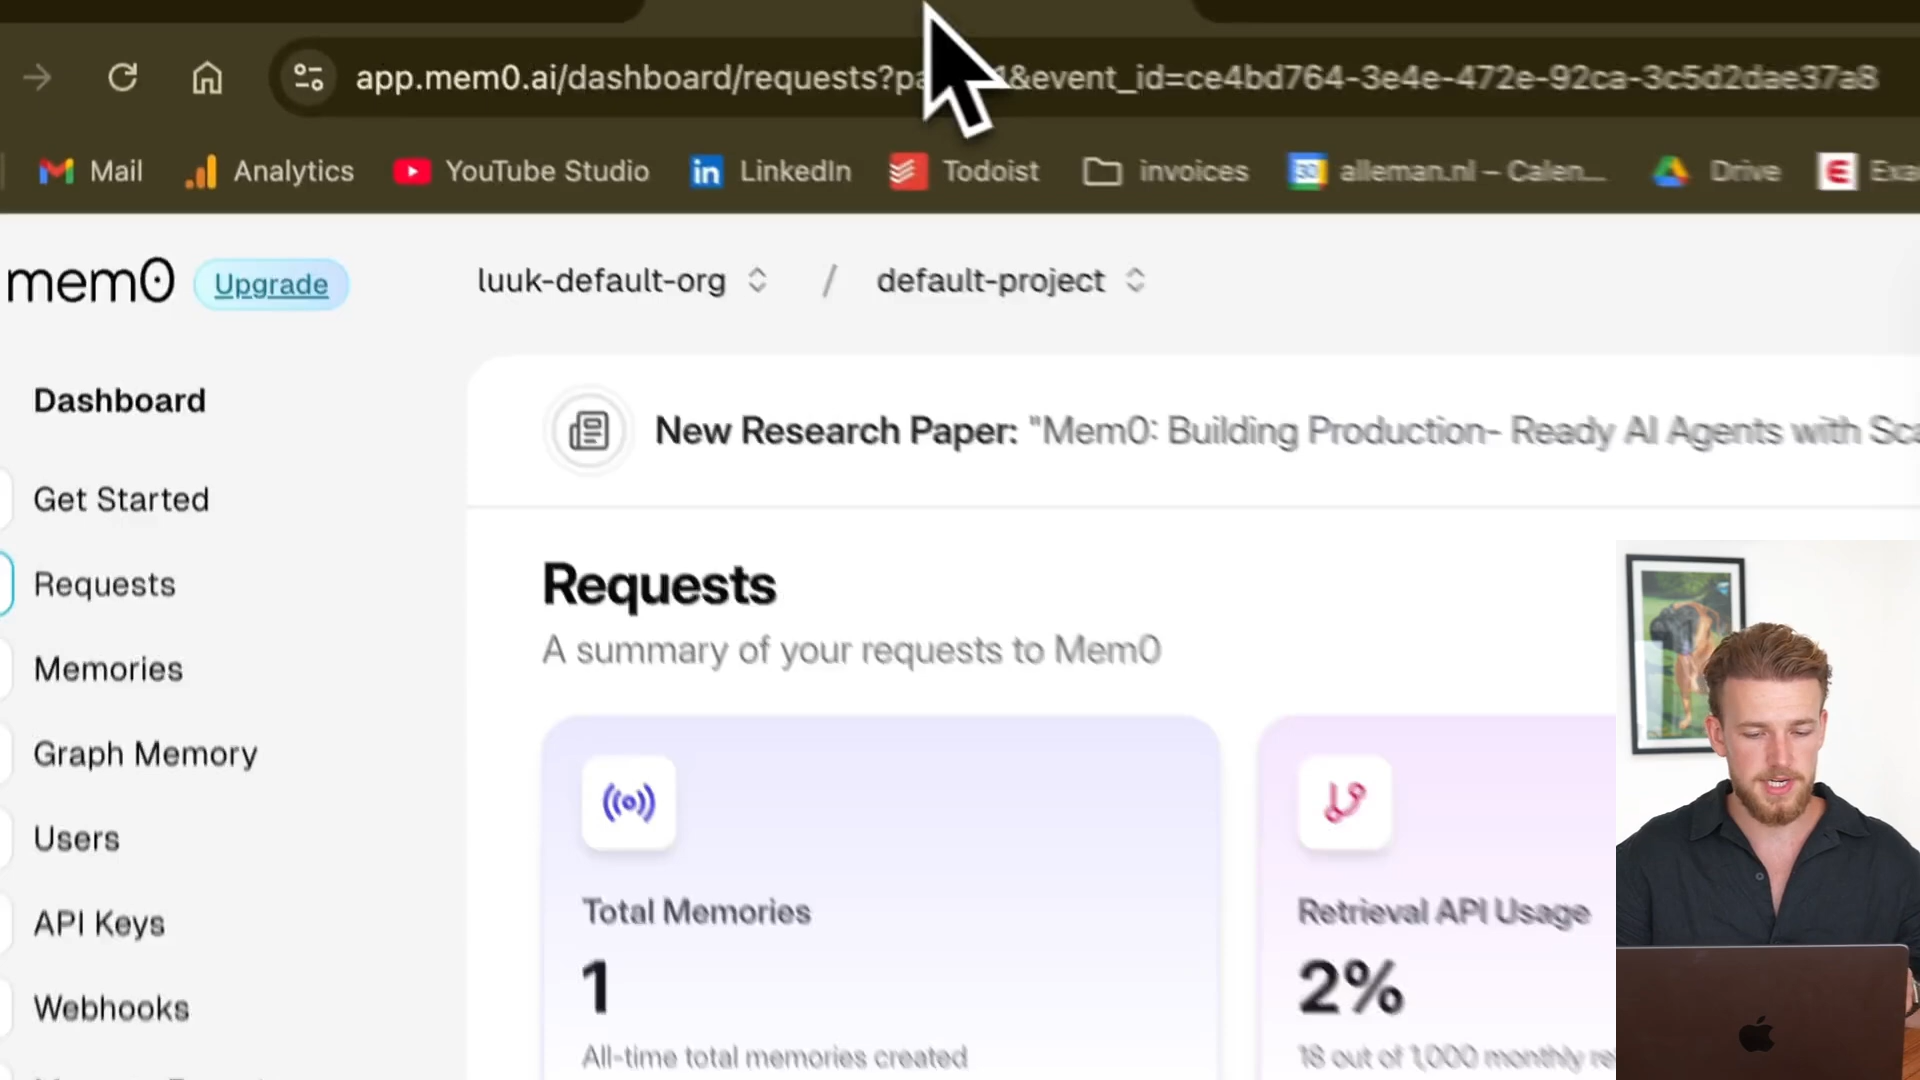 app.mem0.ai/dashboard/requests?pa 1&event_id=ce4bd764-3e4e-472e-92ca-3c5d2dae37a8
Mail Analytics YouTube Studio LinkedIn Todoist invoices alleman.nl – Calen... Drive Exa
mem0 Upgrade luuk-default-org / default-project
Dashboard
New Research Paper: "Mem0: Building Production- Ready AI Agents with Sca
Get Started
Requests
Memories
Graph Memory
Users
API Keys
Webhooks
Requests
A summary of your requests to Mem0
Total Memories
1
All-time total memories created
Retrieval API Usage
2%
18 out of 1,000 monthly re